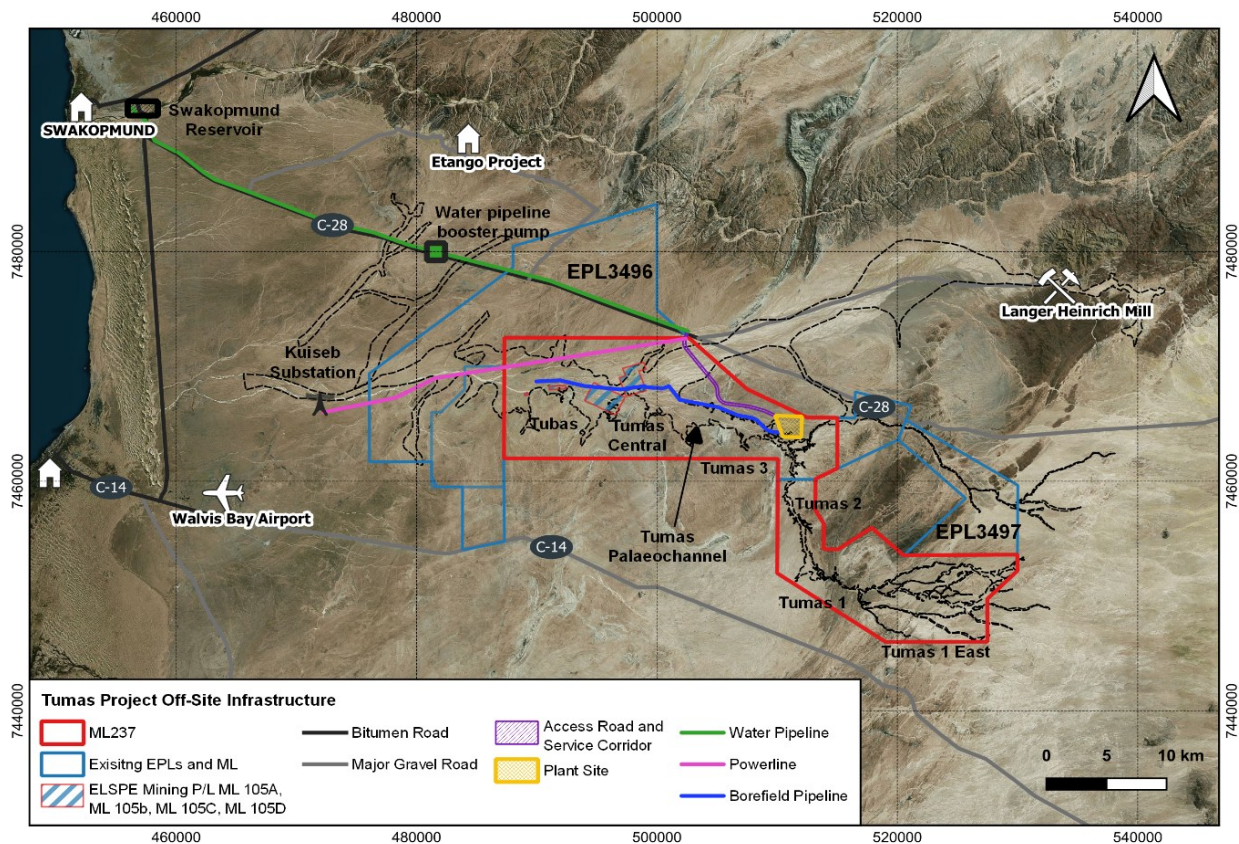 460000 480000 500000 520000 540000
SWAKOPMUND
Swakopmund
Reservoir
Etango Project
C-28
Water pipeline
booster pump
7480000
7480000
EPL3496
Langer Heinrich Mill
Kuiseb
Substation
C-28
Tubas
Tumas
Central
Tumas 3
7460000
7460000
C-14
Walvis Bay Airport
Tumas 2
EPL3497
C-14
Tumas
Palaeochannel
Tumas 1
Tumas 1 East
7440000
7440000
Tumas Project Off-Site Infrastructure
ML237
Exisitng EPLs and ML
ELSPE Mining P/L ML 105A,
ML 105b, ML 105C, ML 105D
Bitumen Road
Major Gravel Road
Access Road and
Service Corridor
Plant Site
Water Pipeline
Powerline
Borefield Pipeline
0 5 10 km
460000 480000 500000 520000 540000